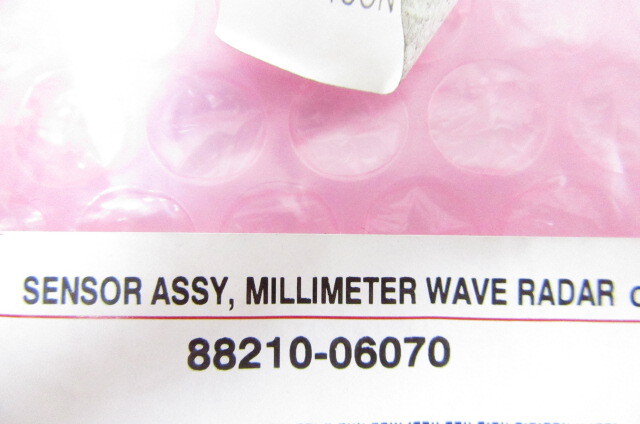 SENSOR ASSY, MILLIMETER WAVE RADAR
88210-06070